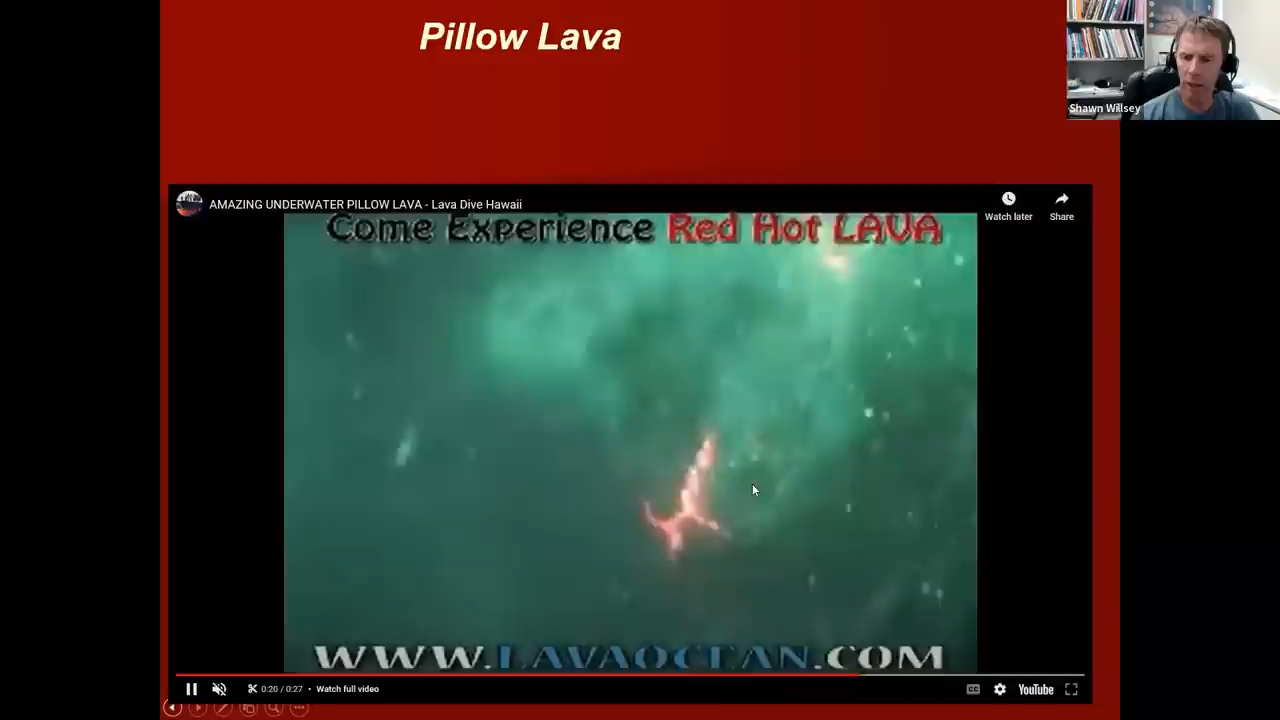 Pillow Lava
Shawn Willsey
AMAZING UNDERWATER PILLOW LAVA - Lava Dive Hawaii
Watch later
Share
Come Experience Red Hot LAVA
WWW.LAVAOCEAN.COM
0:20 / 0:27 • Watch full video
CC
YouTube